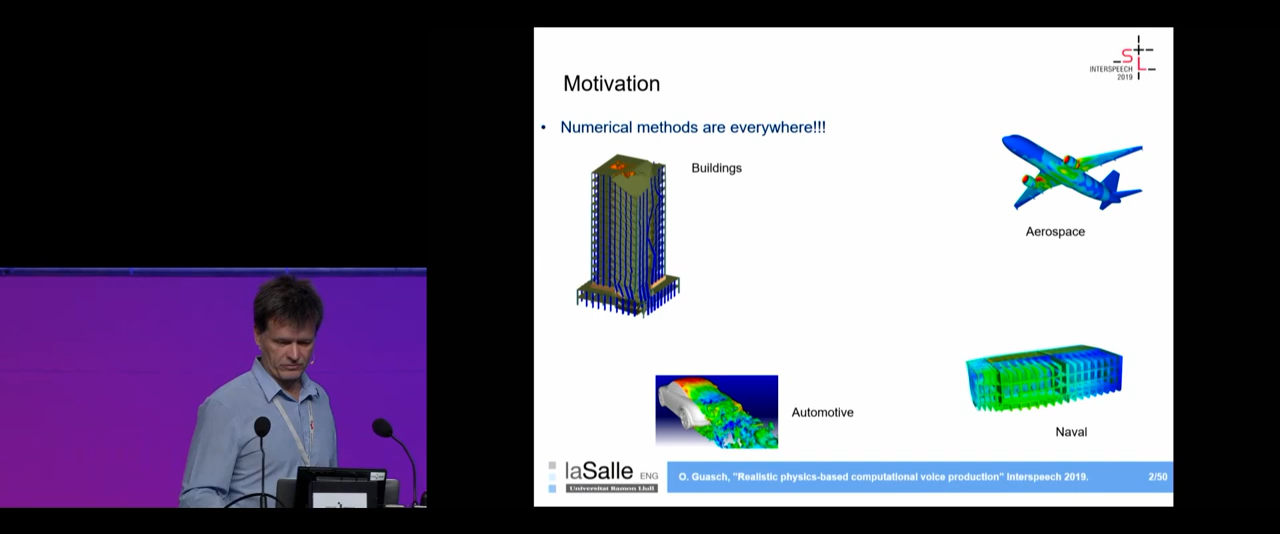 INTERSPEECH
2019
Motivation
• Numerical methods are everywhere!!!
Buildings
Aerospace
Automotive
Naval
laSalle ENG
Universitat Ramon Llull
O. Guasch, "Realistic physics-based computational voice production" Interspeech 2019.
2/50